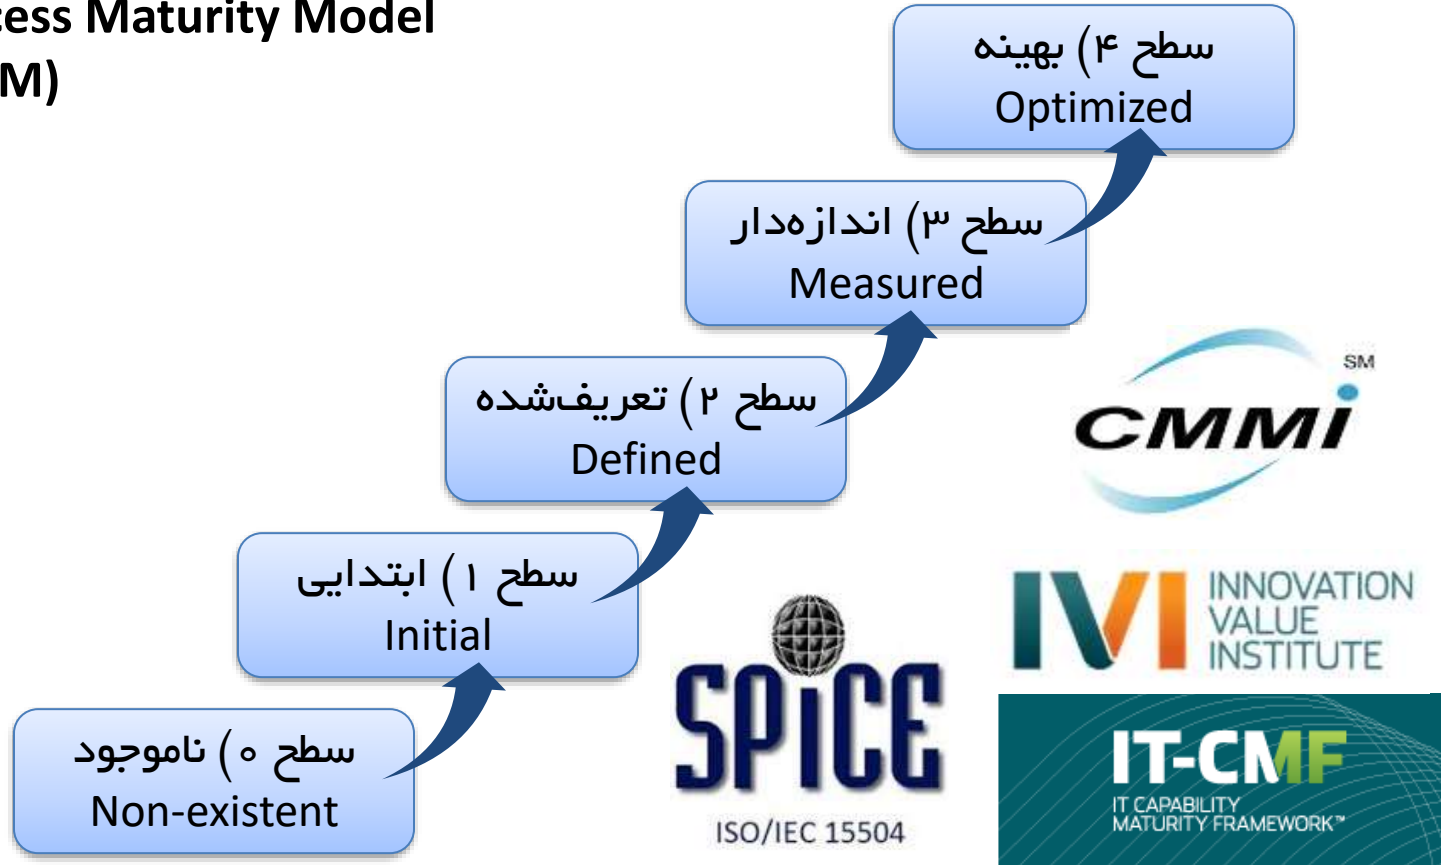 cess Maturity Model
M)
سطح ۴) بهینه
Optimized
سطح ۳) اندازه‌دار
Measured
سطح ۲) تعریف‌شده
Defined
سطح ۱) ابتدایی
Initial
سطح ۰) ناموجود
Non-existent
CMMi
SM
IVI
INNOVATION
VALUE
INSTITUTE
SPiCE
ISO/IEC 15504
IT-CMF
IT CAPABILITY
MATURITY FRAMEWORK™